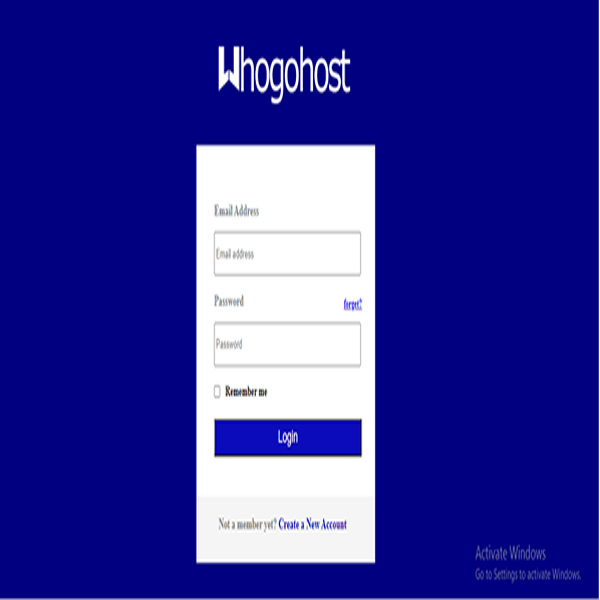 Whogohost
Email Address
Email address
Password
forget?
Password
Remember me
Login
Not a member yet? Create a New Account
Activate Windows
Go to Settings to activate Windows.